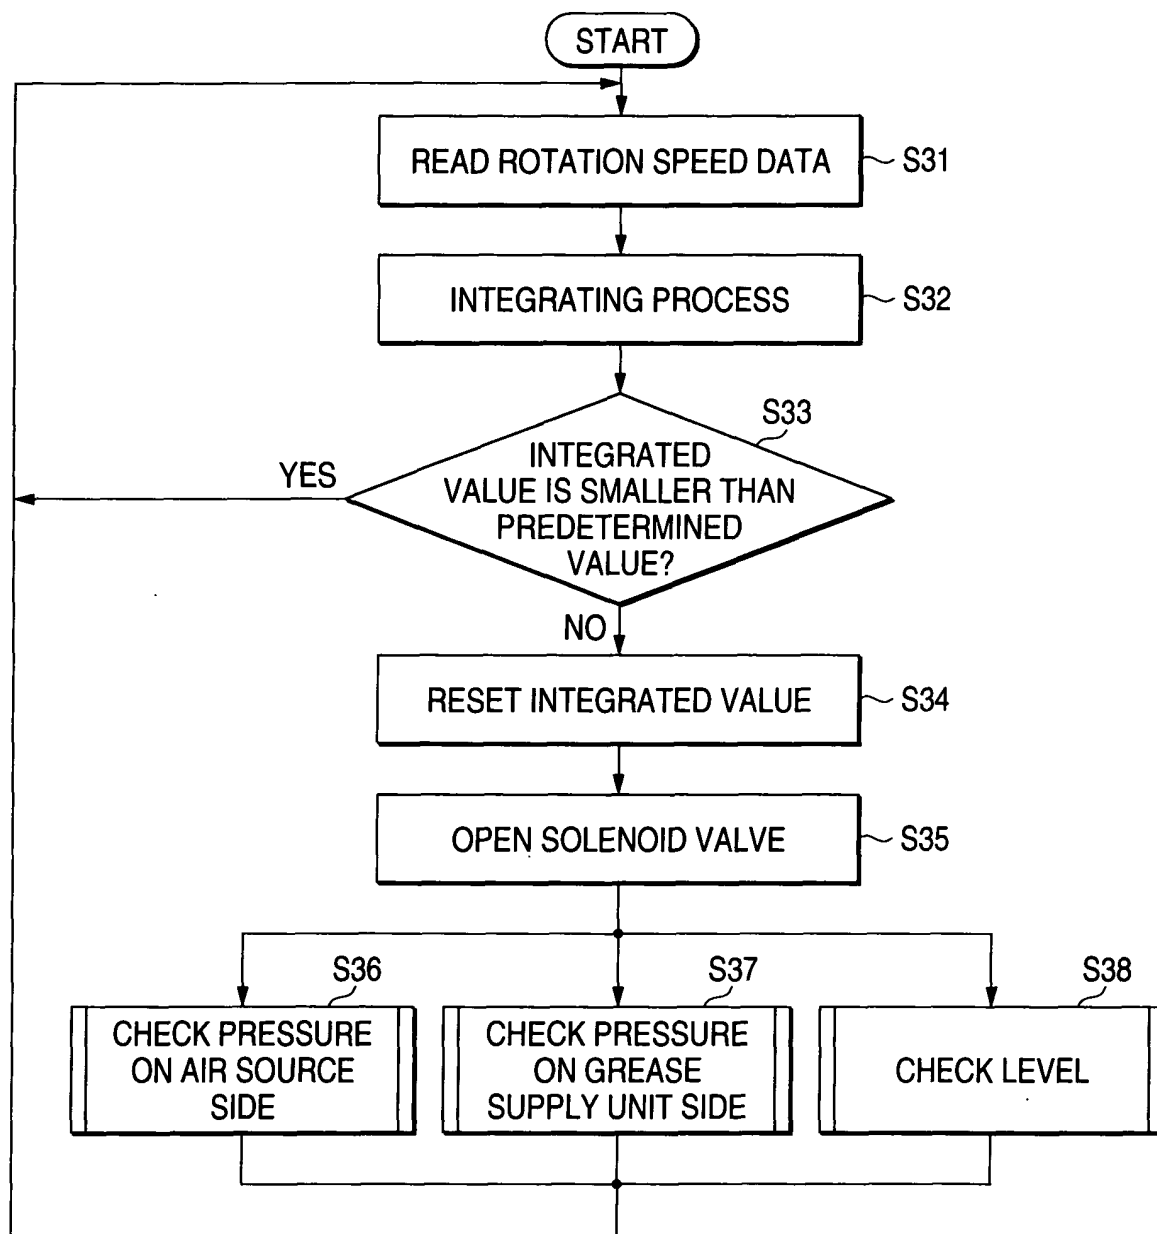 START
READ ROTATION SPEED DATA
S31
INTEGRATING PROCESS
S32
S33
INTEGRATED
VALUE IS SMALLER THAN
PREDETERMINED
VALUE?
YES
NO
RESET INTEGRATED VALUE
S34
OPEN SOLENOID VALVE
S35
S36
CHECK PRESSURE
ON AIR SOURCE
SIDE
S37
CHECK PRESSURE
ON GREASE
SUPPLY UNIT SIDE
S38
CHECK LEVEL